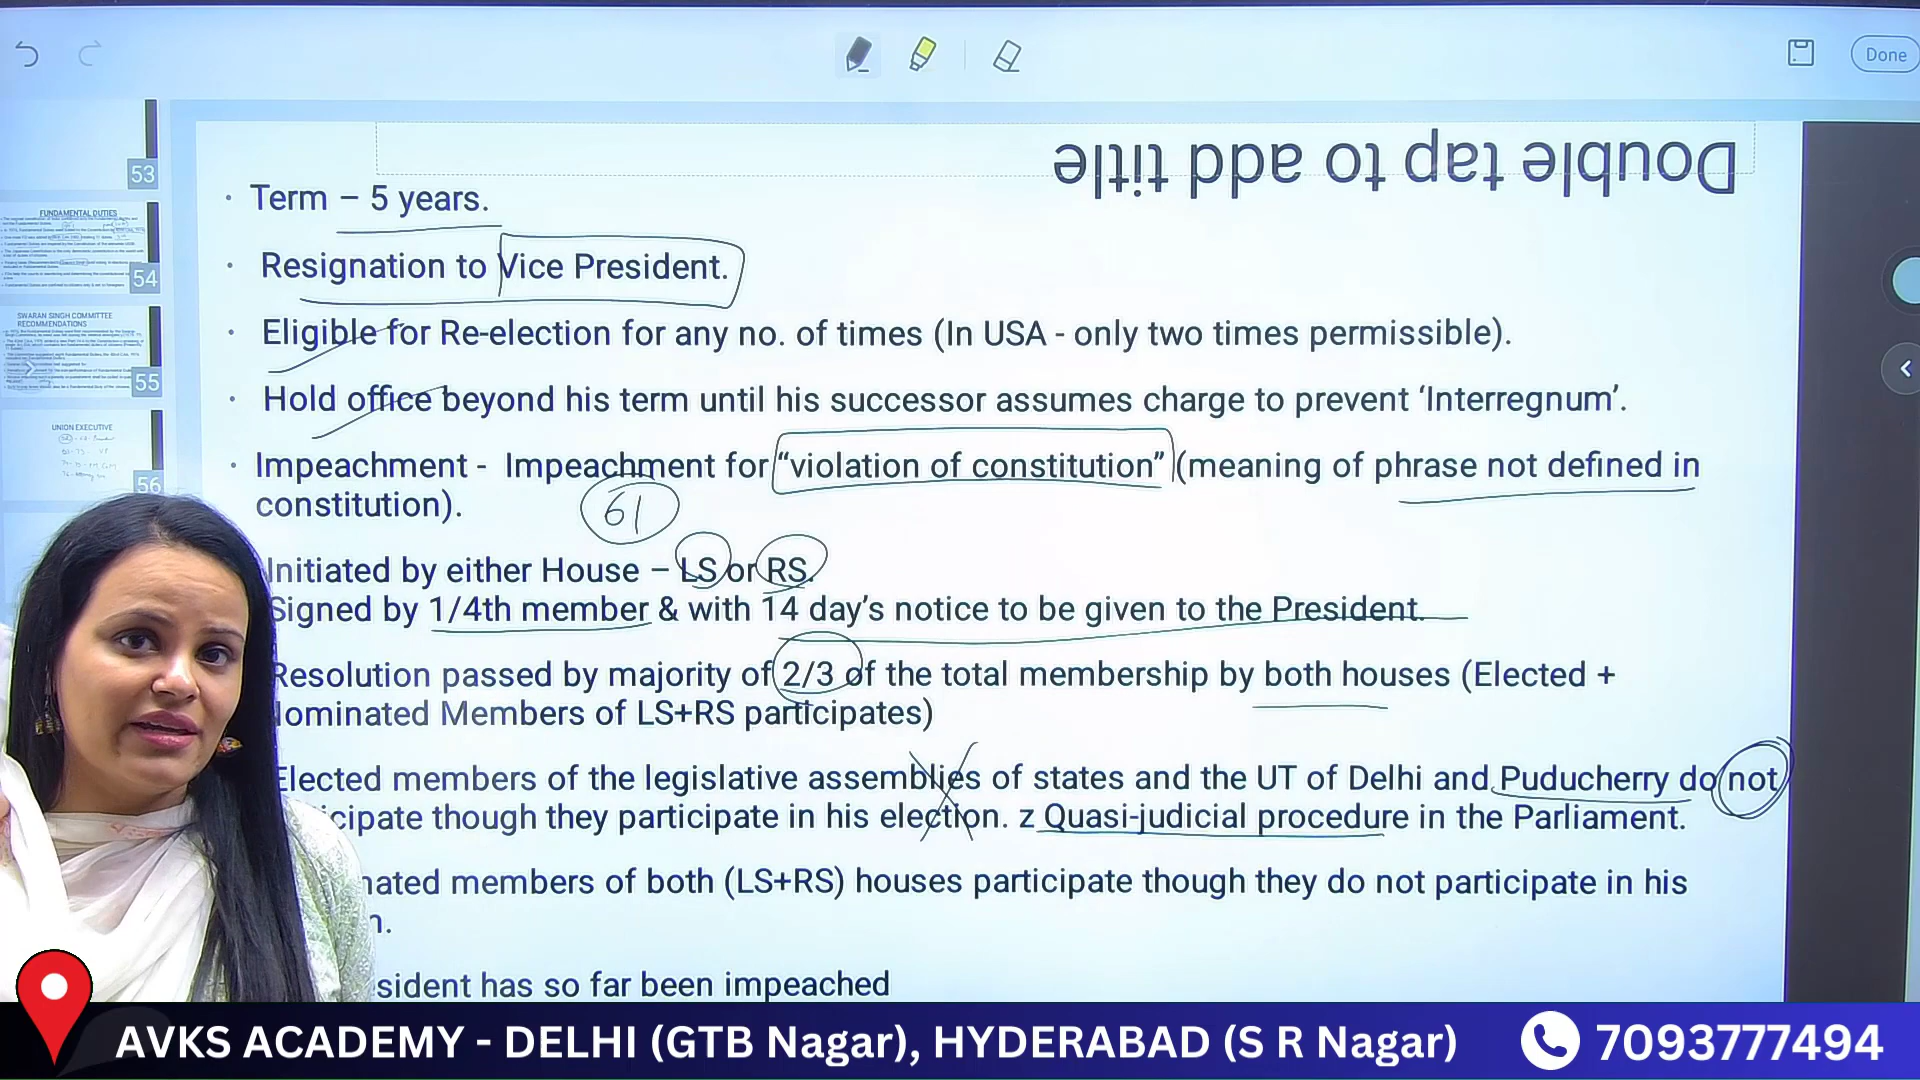 Done
Double tap to add title
53
FUNDAMENTAL DUTIES
54
SWARAN SINGH COMMITTEE
RECOMMENDATIONS
55
UNION EXECUTIVE
56
• Term – 5 years.
• Resignation to Vice President.
• Eligible for Re-election for any no. of times (In USA - only two times permissible).
• Hold office beyond his term until his successor assumes charge to prevent ‘Interregnum’.
• Impeachment - Impeachment for “violation of constitution” (meaning of phrase not defined in
constitution).
61
Initiated by either House – LS or RS.
Signed by 1/4th member & with 14 day’s notice to be given to the President.
Resolution passed by majority of 2/3 of the total membership by both houses (Elected +
Nominated Members of LS+RS participates)
Elected members of the legislative assemblies of states and the UT of Delhi and Puducherry do not
cipate though they participate in his election. z Quasi-judicial procedure in the Parliament.
nated members of both (LS+RS) houses participate though they do not participate in his
n.
sident has so far been impeached
AVKS ACADEMY - DELHI (GTB Nagar), HYDERABAD (S R Nagar)
7093777494